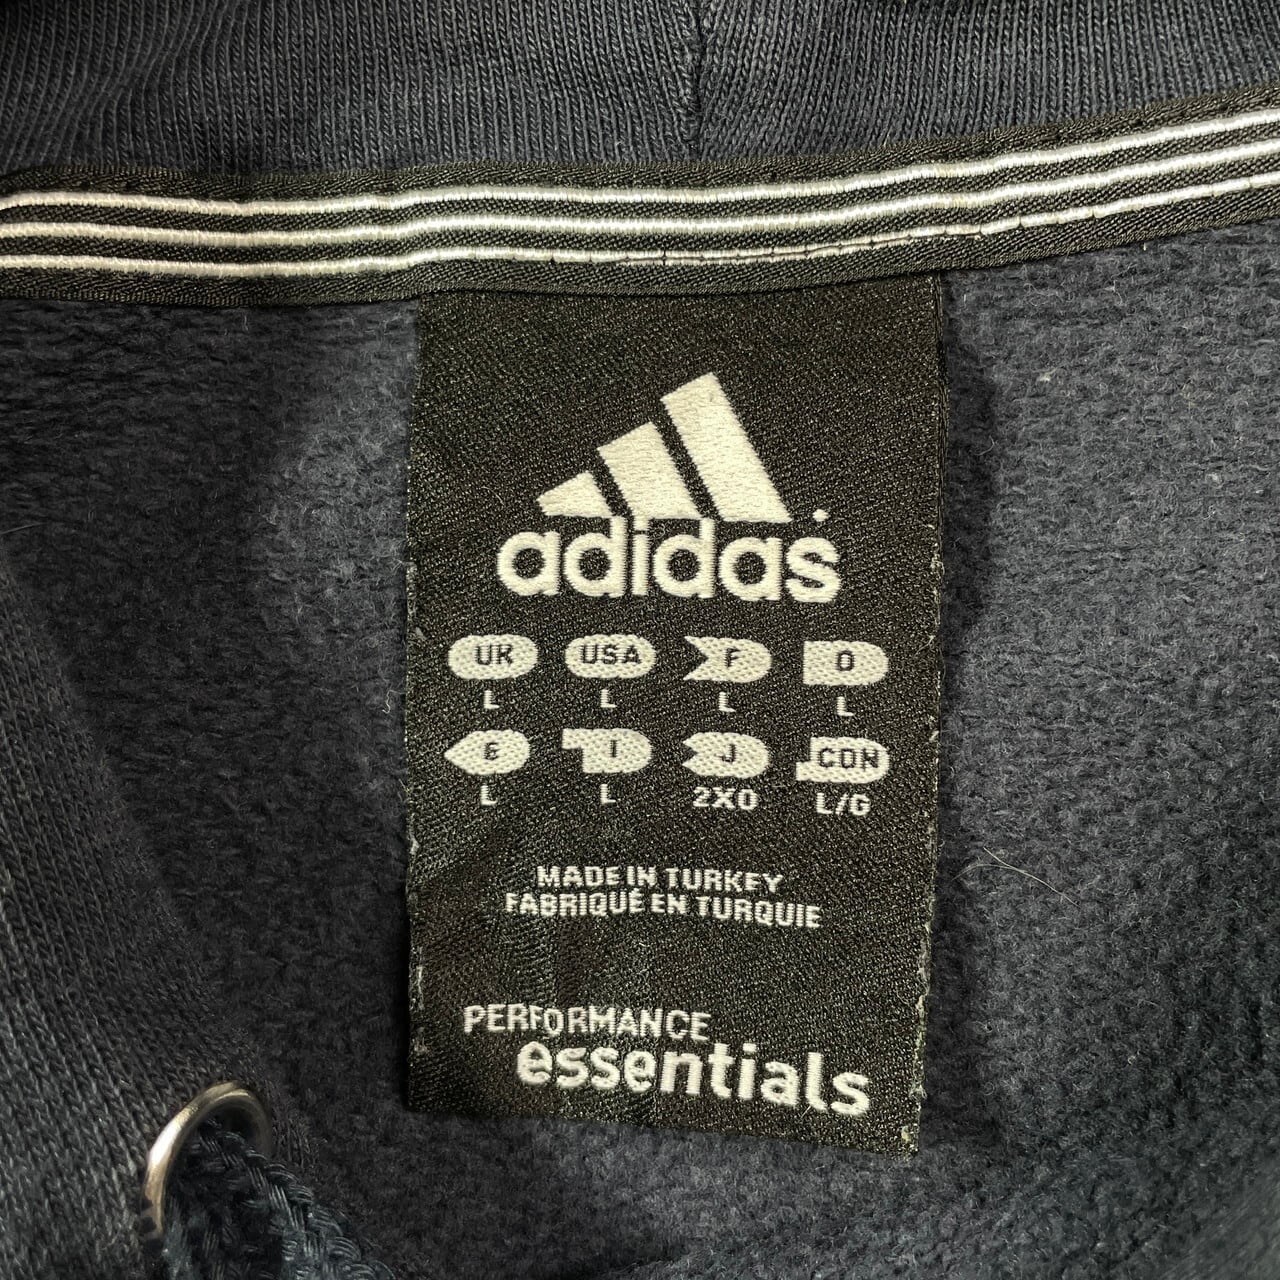 adidas
UK USA F D
L L L L
E I J CON
L L 2XO L/G
MADE IN TURKEY
FABRIQUÉ EN TURQUIE
PERFORMANCE
essentials